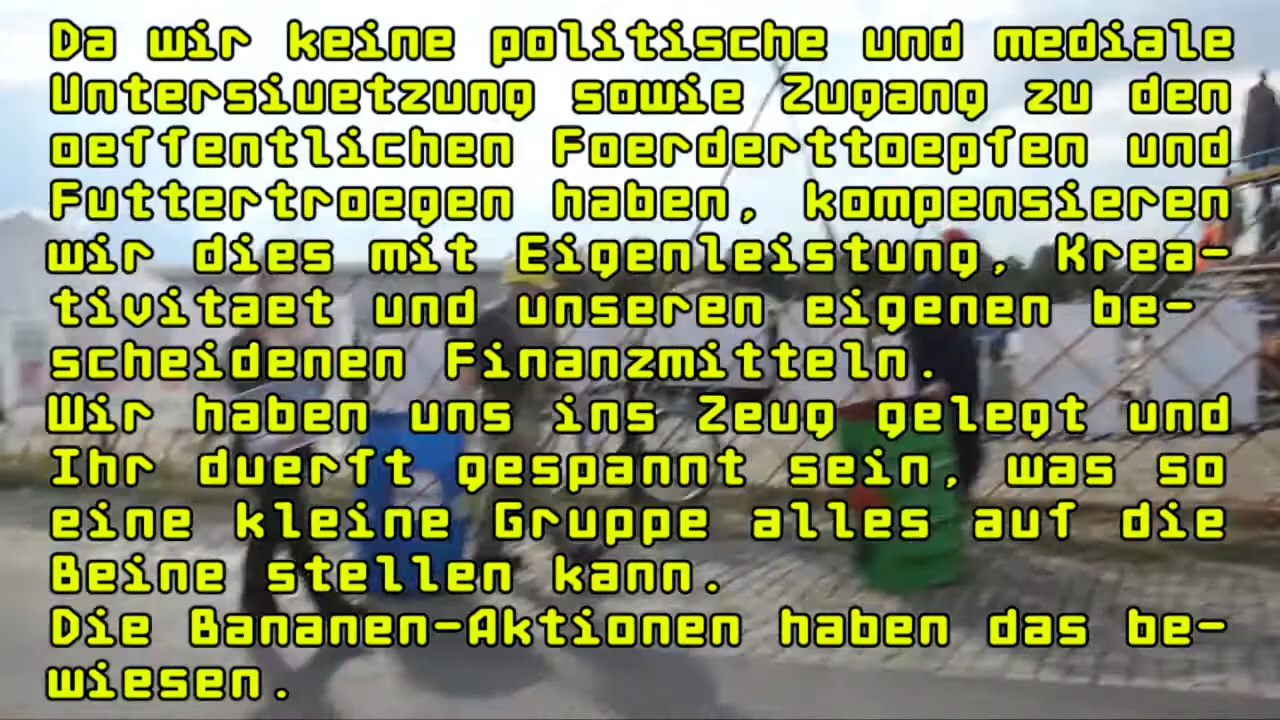 Da wir keine politische und mediale
Untersiuetzung sowie Zugang zu den
oeffentlichen Foerderttoepfen und
Futtertroegen haben, kompensieren
wir dies mit Eigenleistung, Krea-
tivitaet und unseren eigenen be-
scheidenen Finanzmitteln.
Wir haben uns ins Zeug gelegt und
Ihr duerft gespannt sein, was so
eine kleine Gruppe alles auf die
Beine stellen kann.
Die Bananen-Aktionen haben das be-
wiesen.